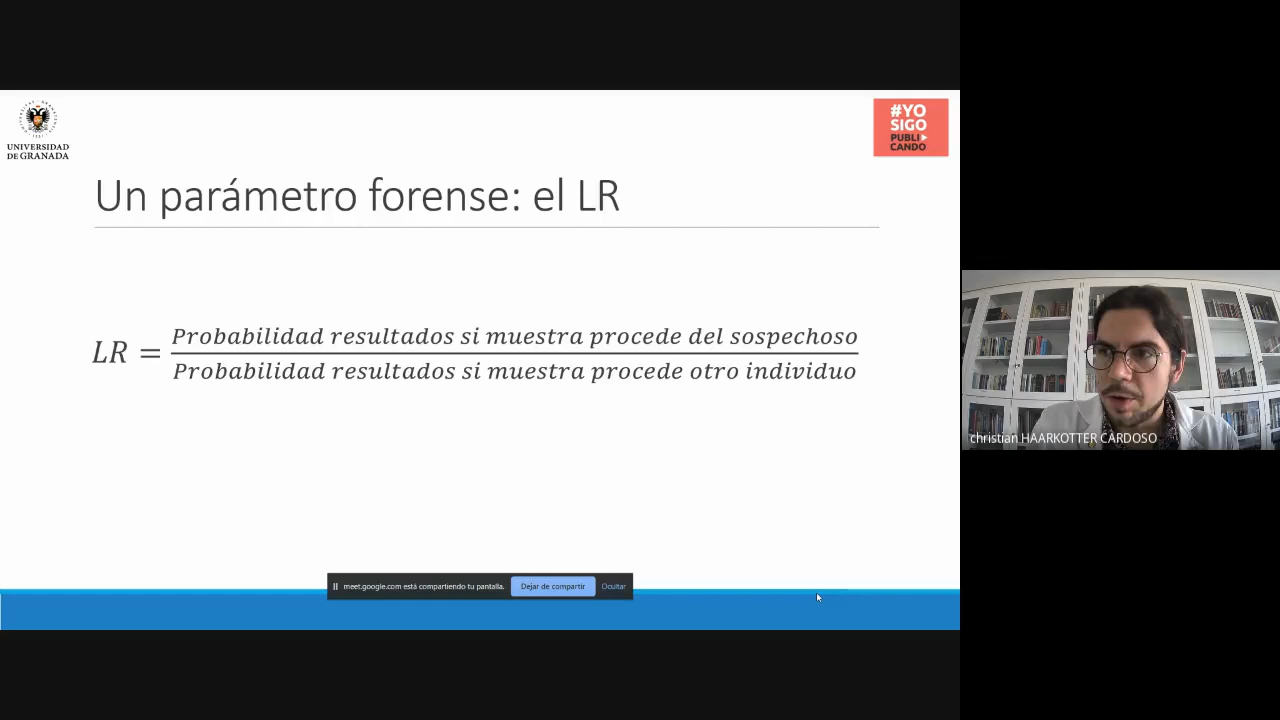 UNIVERSIDAD
DE GRANADA
#YO
SIGO
PUBLI
CANDO
Un parámetro forense: el LR
LR = Probabilidad resultados si muestra procede del sospechoso
Probabilidad resultados si muestra procede otro individuo
christian HAARKOTTER CARDOSO
meet.google.com está compartiendo tu pantalla. Dejar de compartir Ocultar